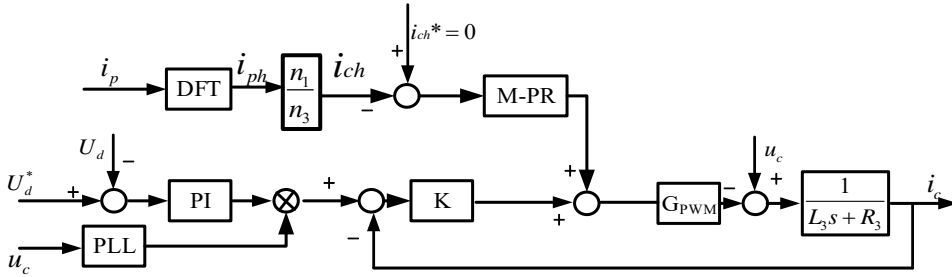 i_ch* = 0
+
i_p
DFT
i_ph
n_1
n_3
i_ch
−
M-PR
U_d
−
U_d^*
+
PI
+
K
−
+
+
G_PWM
−
u_c
+
1
L_3 s + R_3
i_c
u_c
PLL